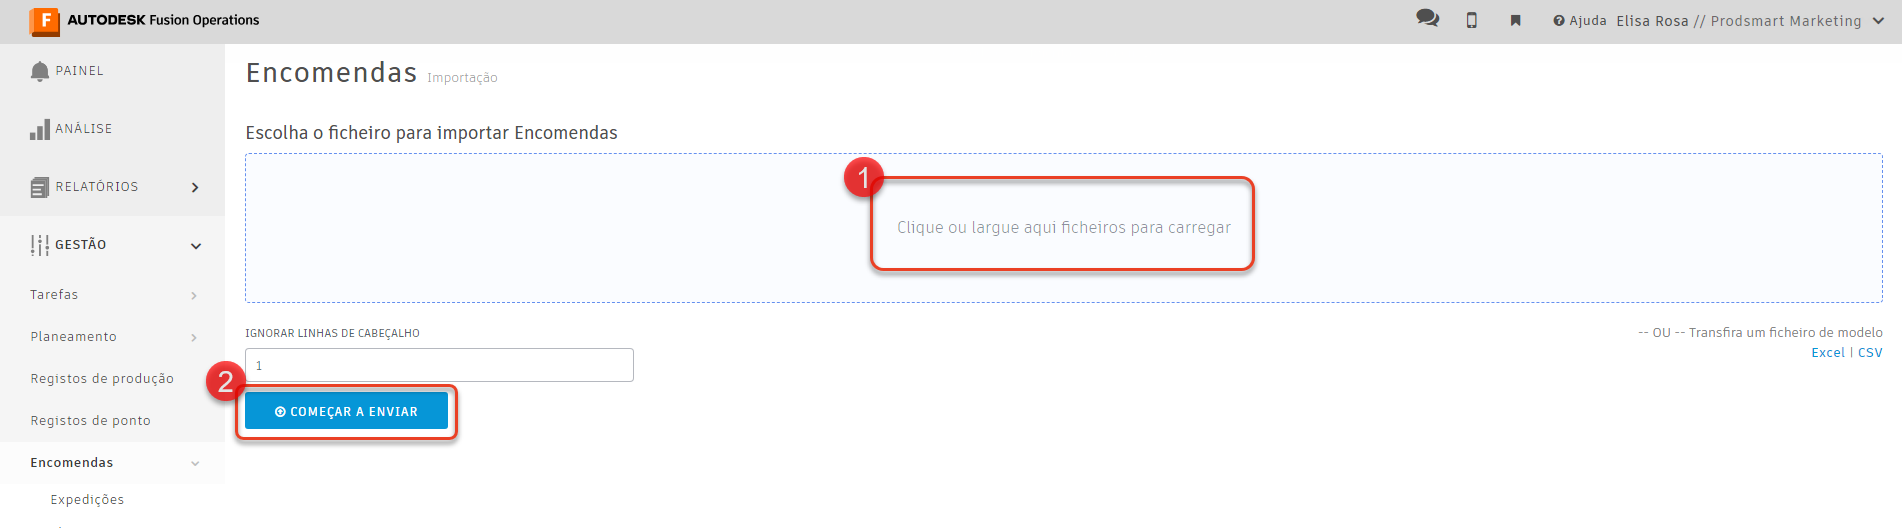 F AUTODESK Fusion Operations
Ajuda Elisa Rosa // Prodsmart Marketing
PAINEL
ANÁLISE
RELATÓRIOS
GESTÃO
Tarefas
Planeamento
Registos de produção
Registos de ponto
Encomendas
Expedições
Encomendas Importação
Escolha o ficheiro para importar Encomendas
1
Clique ou largue aqui ficheiros para carregar
IGNORAR LINHAS DE CABEÇALHO
1
-- OU -- Transfira um ficheiro de modelo
Excel | CSV
2
COMEÇAR A ENVIAR